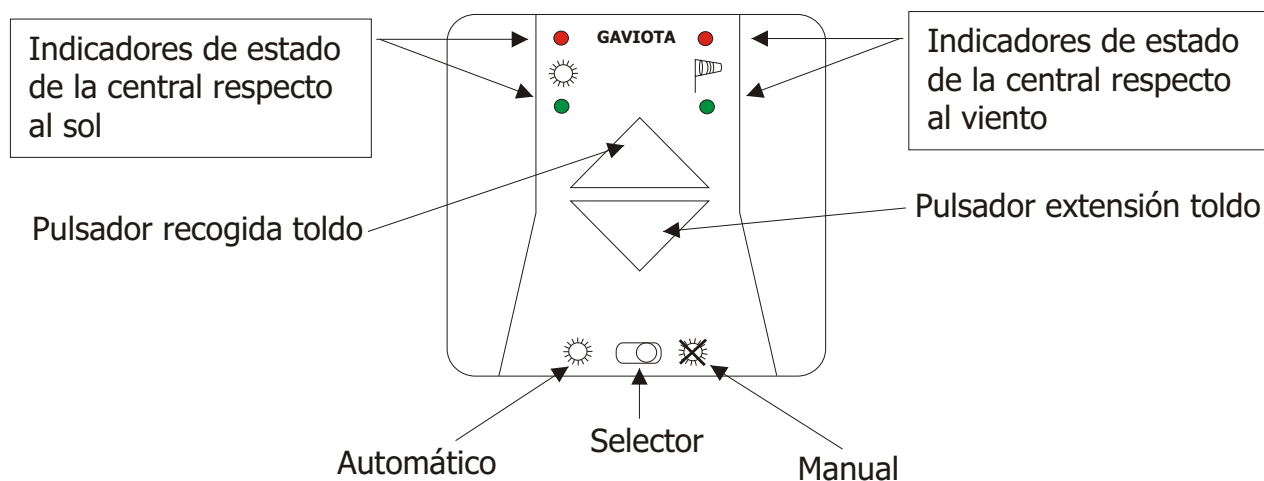 Indicadores de estado
de la central respecto
al sol
GAVIOTA
Indicadores de estado
de la central respecto
al viento
Pulsador recogida toldo
Pulsador extensión toldo
Automático
Selector
Manual